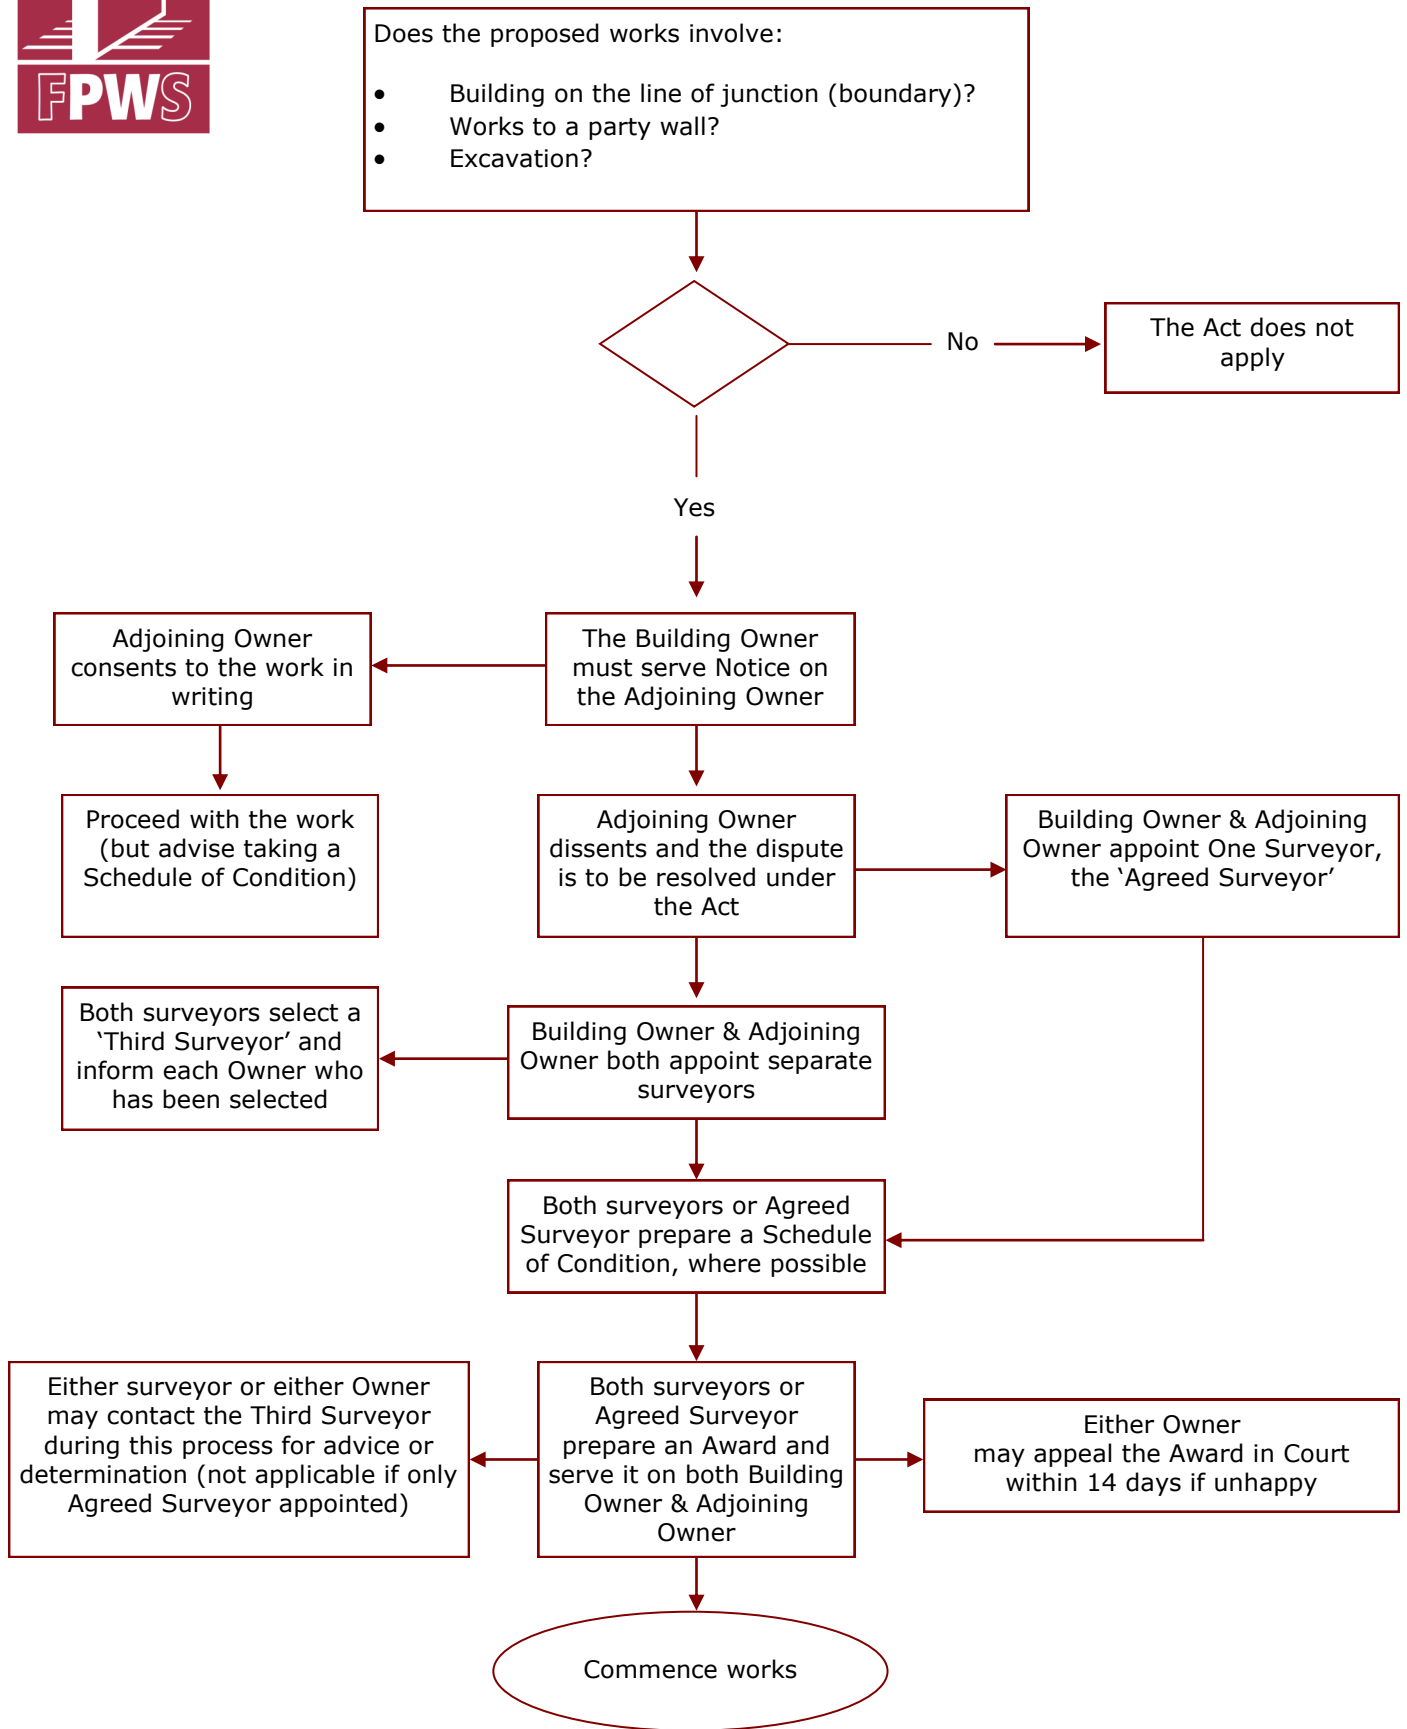 FPWS
Does the proposed works involve:
• Building on the line of junction (boundary)?
• Works to a party wall?
• Excavation?
No
The Act does not
apply
Yes
Adjoining Owner
consents to the work in
writing
The Building Owner
must serve Notice on
the Adjoining Owner
Proceed with the work
(but advise taking a
Schedule of Condition)
Adjoining Owner
dissents and the dispute
is to be resolved under
the Act
Building Owner & Adjoining
Owner appoint One Surveyor,
the ‘Agreed Surveyor’
Both surveyors select a
‘Third Surveyor’ and
inform each Owner who
has been selected
Building Owner & Adjoining
Owner both appoint separate
surveyors
Both surveyors or Agreed
Surveyor prepare a Schedule
of Condition, where possible
Either surveyor or either Owner
may contact the Third Surveyor
during this process for advice or
determination (not applicable if only
Agreed Surveyor appointed)
Both surveyors or
Agreed Surveyor
prepare an Award and
serve it on both Building
Owner & Adjoining
Owner
Either Owner
may appeal the Award in Court
within 14 days if unhappy
Commence works